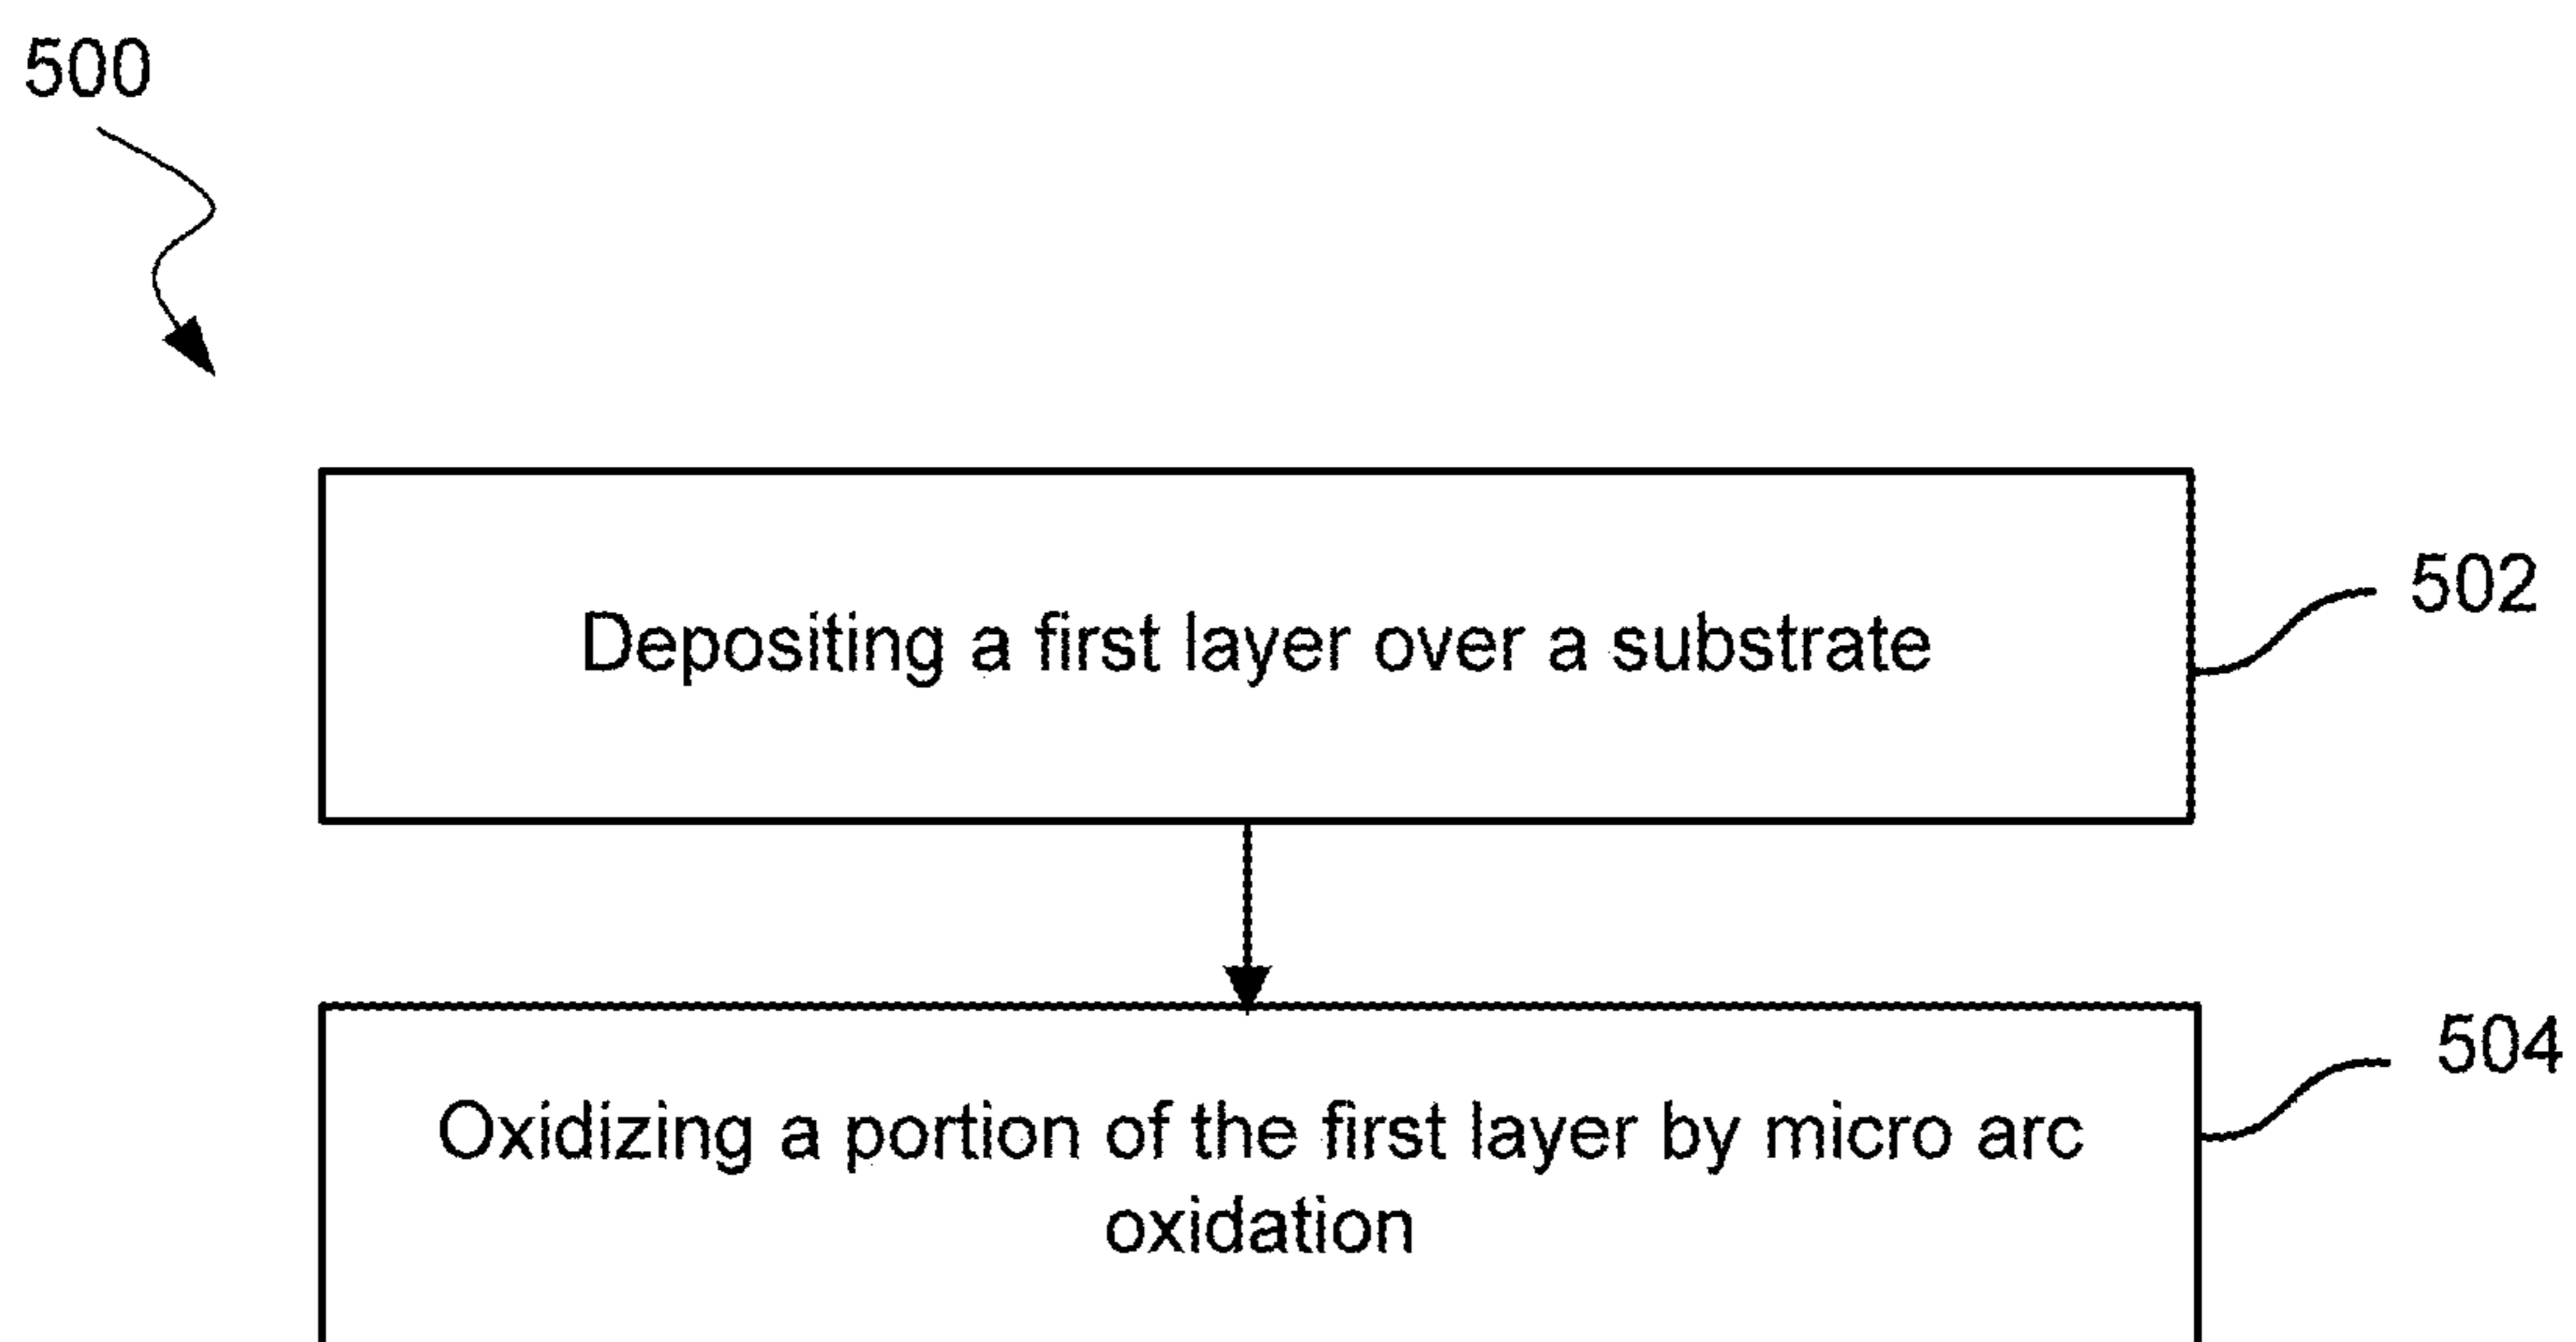 500
Depositing a first layer over a substrate
502
Oxidizing a portion of the first layer by micro arc
oxidation
504